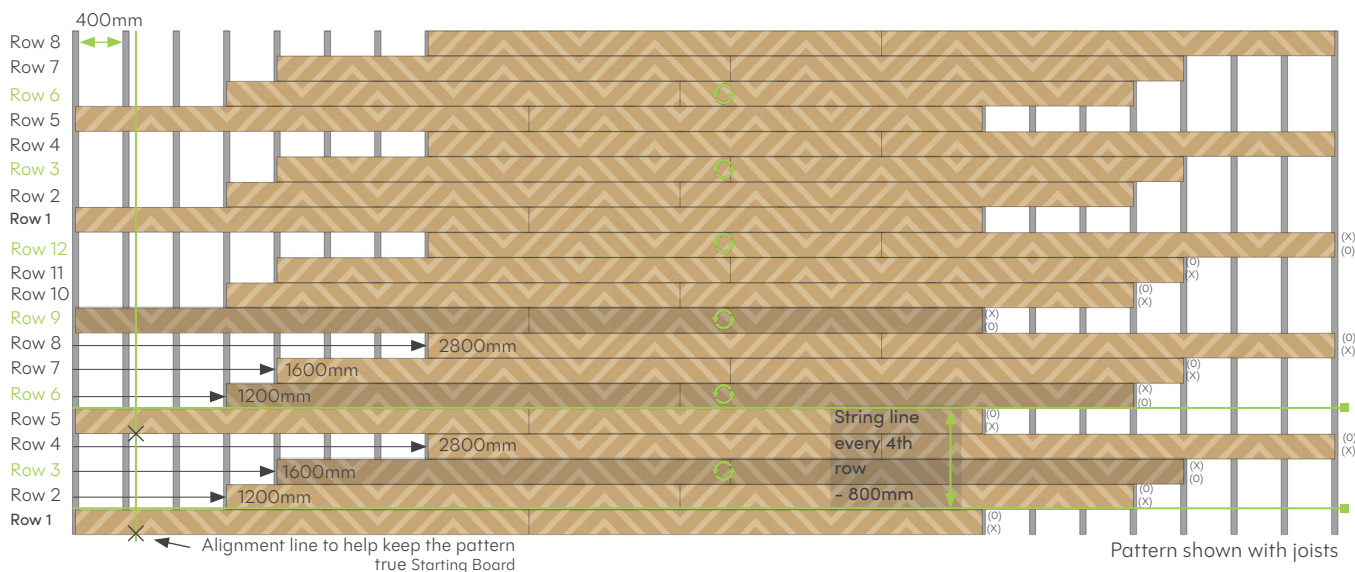 400mm
Row 8
Row 7
Row 6
Row 5
Row 4
Row 3
Row 2
Row 1
Row 12 (X)
(O)
Row 11 (O)
(X)
Row 10 (O)
(X)
Row 9 (X)
(O)
Row 8 2800mm (O)
(X)
Row 7 1600mm (O)
(X)
Row 6 1200mm (X)
(O)
Row 5 (O)
(X)
Row 4 2800mm (O)
(X)
Row 3 1600mm (X)
(O)
Row 2 1200mm (O)
(X)
Row 1 (O)
(X)
String line
every 4th
row
- 800mm
Alignment line to help keep the pattern
true Starting Board
Pattern shown with joists